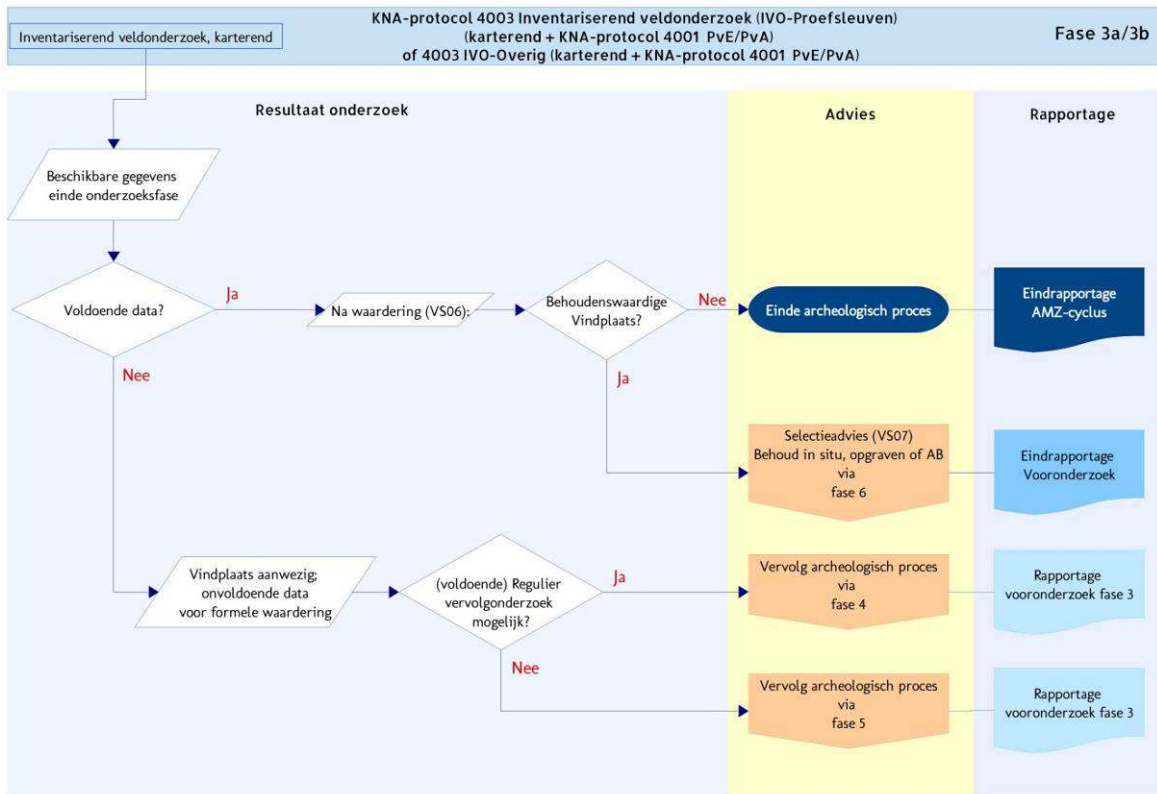 KNA-protocol 4003 Inventariserend veldonderzoek (IVO-Proefsleuven)
(karterend + KNA-protocol 4001 PvE/PvA)
of 4003 IVO-Overig (karterend + KNA-protocol 4001 PvE/PvA)
Fase 3a/3b
Inventariserend veldonderzoek, karterend
Resultaat onderzoek
Advies
Rapportage
Beschikbare gegevens
einde onderzoeksfase
Voldoende data?
Ja
Na waardering (VS06):
Behoudenswaardige
Vindplaats?
Nee
Einde archeologisch proces
Eindrapportage
AMZ-cyclus
Nee
Ja
Selectieadvies (VS07)
Behoud in situ, opgraven of AB
via
fase 6
Eindrapportage
Vooronderzoek
Vindplaats aanwezig;
onvoldoende data
voor formele waardering
(voldoende) Regulier
vervolgonderzoek
mogelijk?
Ja
Vervolg archeologisch proces
via
fase 4
Rapportage
vooronderzoek fase 3
Nee
Vervolg archeologisch proces
via
fase 5
Rapportage
vooronderzoek fase 3